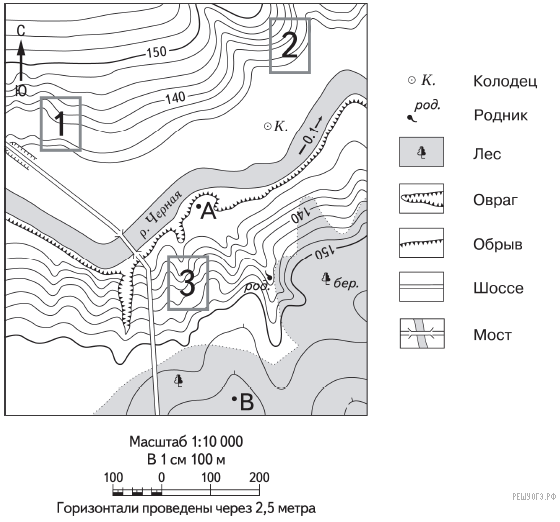 С
Ю
150
140
1
2
К.
0.1
р. Черная
А
140
150
3
род.
бер.
В
К. Колодец
род. Родник
Лес
Овраг
Обрыв
Шоссе
Мост
Масштаб 1:10 000
В 1 см 100 м
100 0 100 200
Горизонтали проведены через 2,5 метра
РЕШУОГЭ.РФ